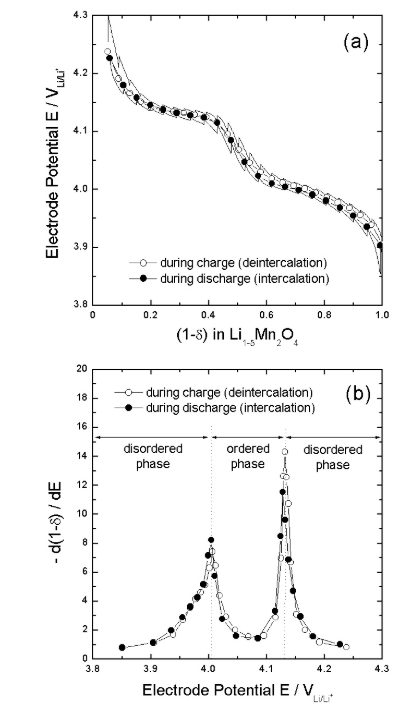 4.3
4.2
4.1
4.0
3.9
3.8
Electrode Potential E / V_Li/Li⁺
(a)
during charge (deintercalation)
during discharge (intercalation)
0 0.2 0.4 0.6 0.8 1.0
(1-δ) in Li₁₋δMn₂O₄
20
18
16
14
12
10
8
6
4
2
0
- d(1-δ) / dE
(b)
during charge (deintercalation)
during discharge (intercalation)
disordered ordered disordered
phase phase phase
3.8 3.9 4.0 4.1 4.2 4.3
Electrode Potential E / V_Li/Li⁺